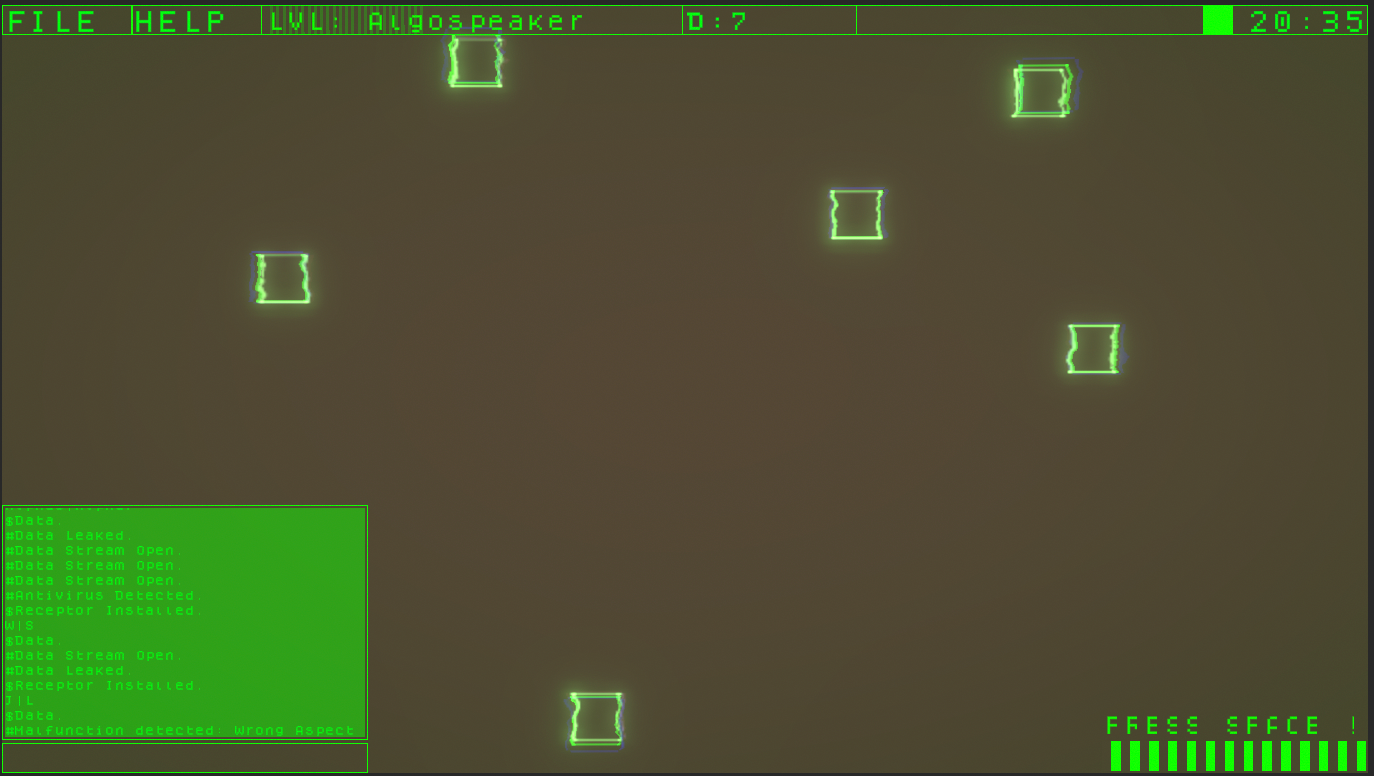 FILE HELP LVL: Algospeaker D:7 20:35
$Data.
#Data Leaked.
#Data Stream Open.
#Data Stream Open.
#Data Stream Open.
#Antivirus Detected.
$Receptor Installed.
W|S
$Data.
#Data Stream Open.
#Data Leaked.
$Receptor Installed.
J|L
$Data.
#Malfunction detected: Wrong Aspect
PRESS SPACE !